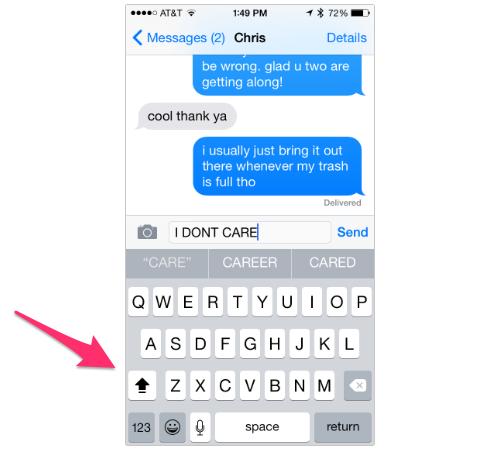 AT&T 1:49 PM 72%
Messages (2) Chris Details
be wrong. glad u two are
getting along!
cool thank ya
i usually just bring it out
there whenever my trash
is full tho
Delivered
I DONT CARE Send
“CARE” CAREER CARED
Q W E R T Y U I O P
A S D F G H J K L
Z X C V B N M
123 space return